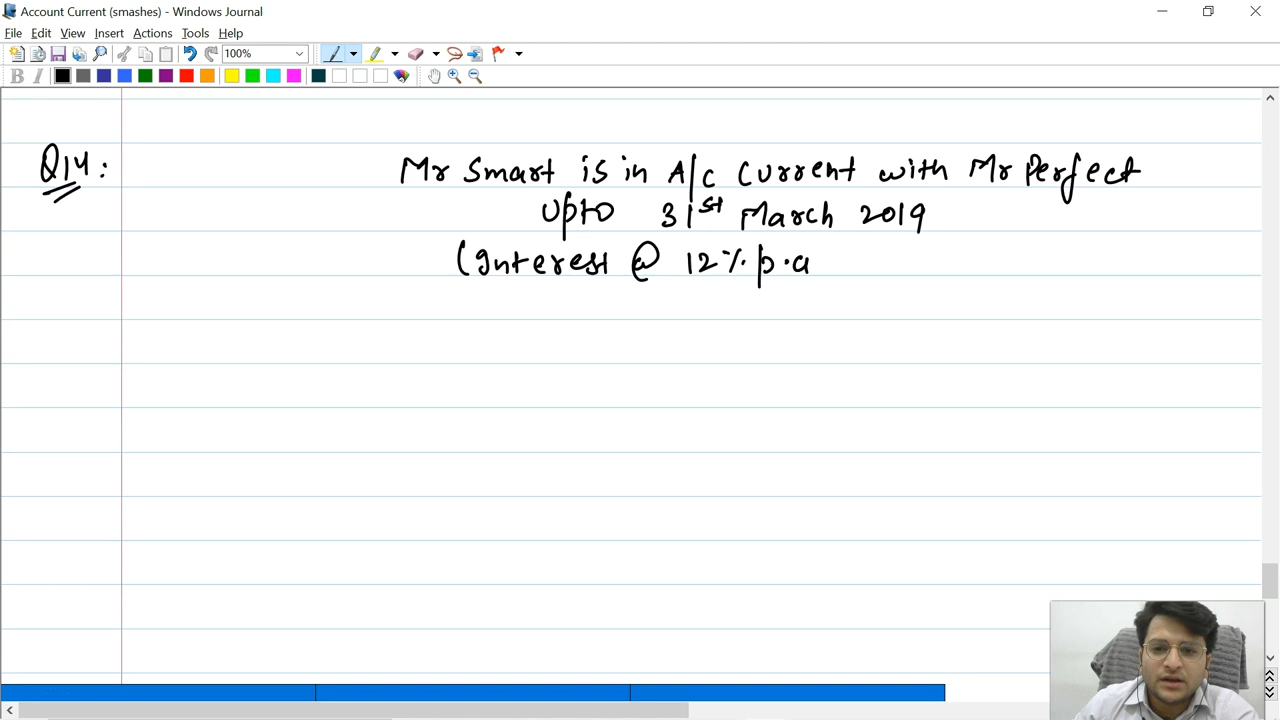 Account Current (smashes) - Windows Journal
File Edit View Insert Actions Tools Help
100%
B I
Q14:
Mr Smart is in A/c Current with Mr Perfect
upto 31st March 2019
(Interest @ 12% p.a